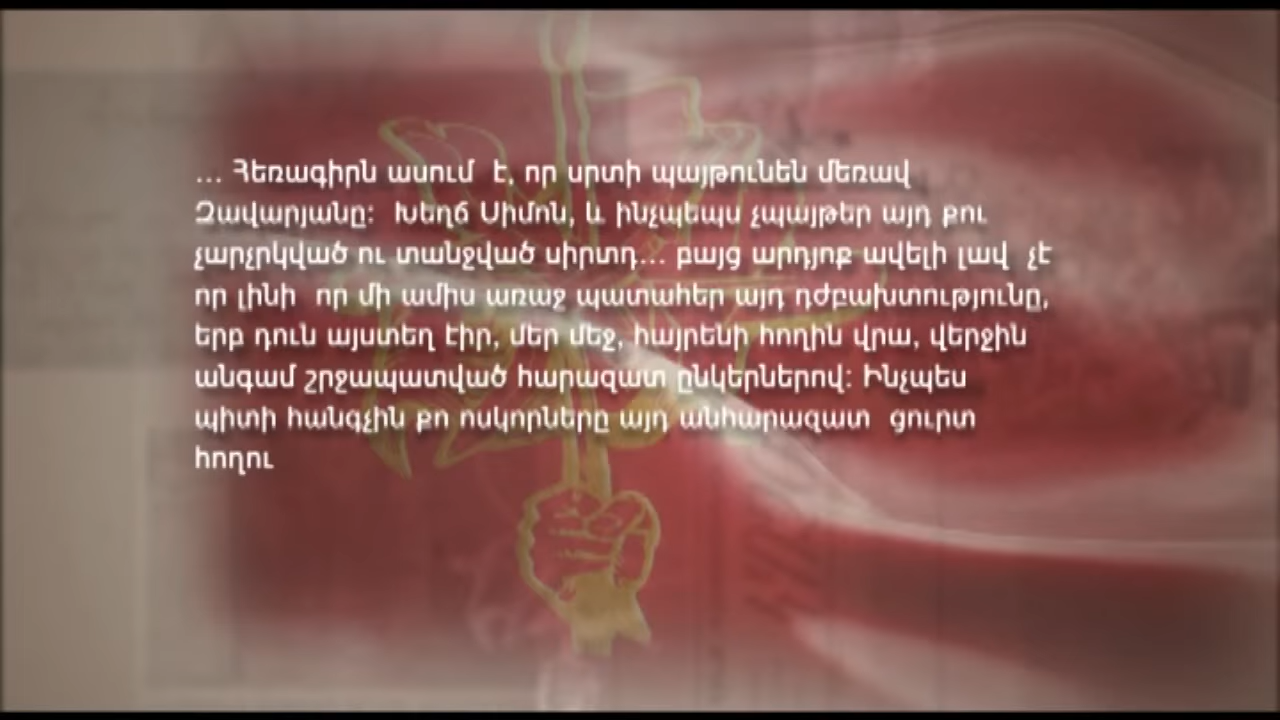 ... Հեռագիրն ասում է, որ սրտի պայթունեն մեռավ
Զավարյանը: Խեղճ Սիմոն, և ինչպեպս չպայթեր այդ քու
չարչրկված ու տանջված սիրտդ... բայց արդյոք ավելի լավ չէ
որ լինի որ մի ամիս առաջ պատահեր այդ դժբախտությունը,
երբ դուն այստեղ էիր, մեր մեջ, հայրենի հողին վրա, վերջին
անգամ շրջապատված հարազատ ընկերներով: Ինչպես
պիտի հանգչին քո ոսկորները այդ անհարազատ ցուրտ
հողու